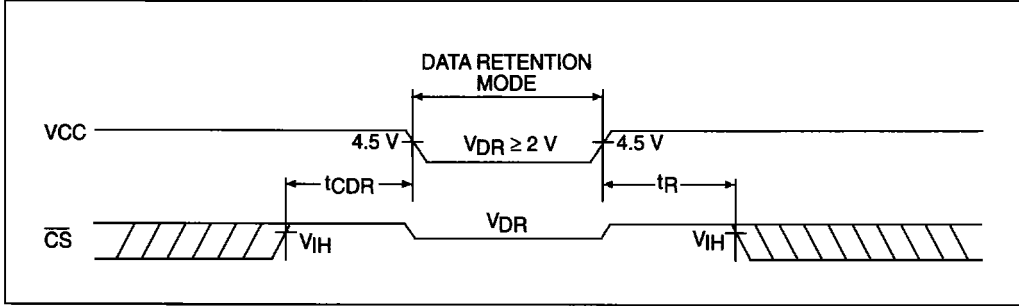 DATA RETENTION
MODE
VCC
4.5 V
VDR ≥ 2 V
4.5 V
tCDR
tR
CS
VIH
VDR
VIH